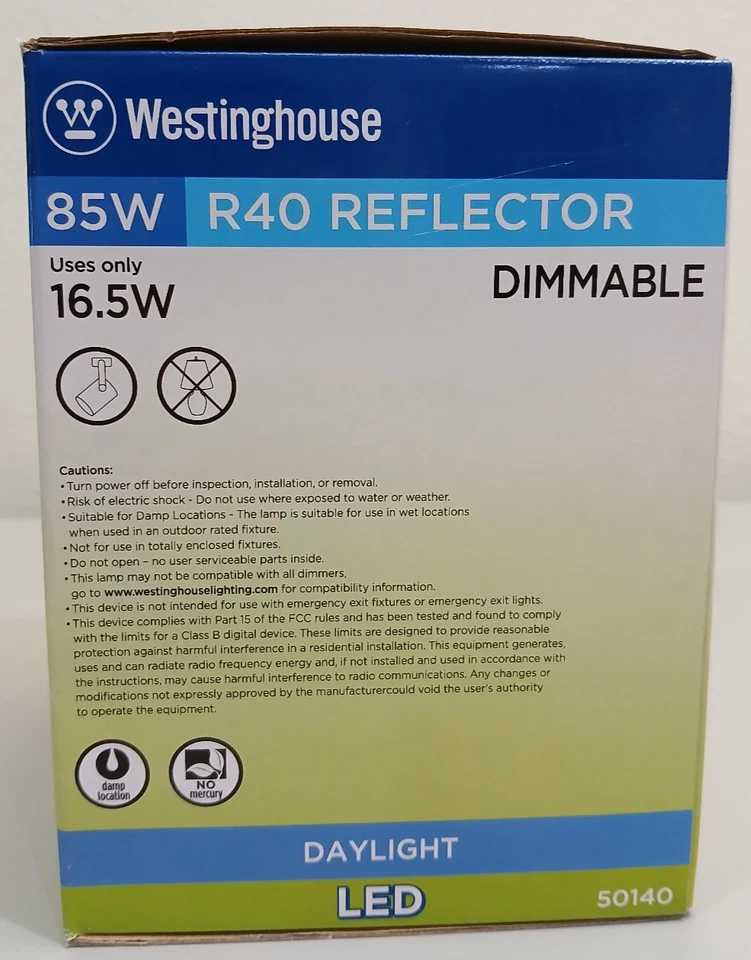 Westinghouse
85W R40 REFLECTOR
Uses only
16.5W
DIMMABLE
Cautions:
• Turn power off before inspection, installation, or removal.
• Risk of electric shock - Do not use where exposed to water or weather.
• Suitable for Damp Locations - The lamp is suitable for use in wet locations
when used in an outdoor rated fixture.
• Not for use in totally enclosed fixtures.
• Do not open – no user serviceable parts inside.
• This lamp may not be compatible with all dimmers,
go to www.westinghouselighting.com for compatibility information.
• This device is not intended for use with emergency exit fixtures or emergency exit lights.
• This device complies with Part 15 of the FCC rules and has been tested and found to comply
with the limits for a Class B digital device. These limits are designed to provide reasonable
protection against harmful interference in a residential installation. This equipment generates,
uses and can radiate radio frequency energy and, if not installed and used in accordance with
the instructions, may cause harmful interference to radio communications. Any changes or
modifications not expressly approved by the manufacturercould void the user's authority
to operate the equipment.
damp
location
NO
mercury
DAYLIGHT
LED
50140